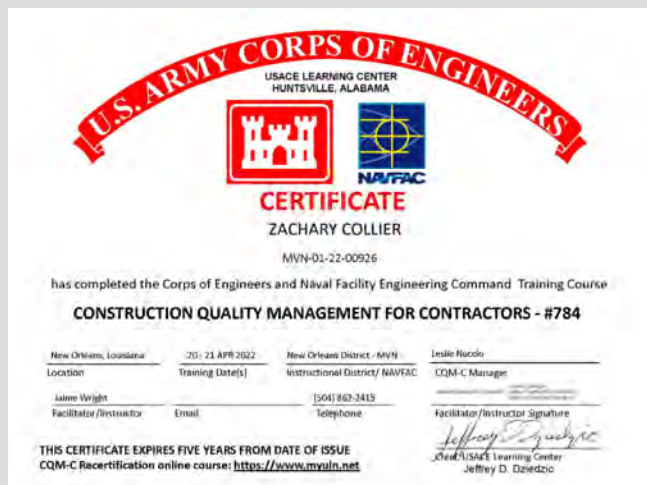 U.S. ARMY CORPS OF ENGINEERS
USACE LEARNING CENTER
HUNTSVILLE, ALABAMA
NAVFAC
CERTIFICATE
ZACHARY COLLIER
MVN-01-22-00926
has completed the Corps of Engineers and Naval Facility Engineering Command Training Course
CONSTRUCTION QUALITY MANAGEMENT FOR CONTRACTORS - #784
New Orleans, Louisiana 20 - 21 APR 2022 New Orleans District - MVN Leslie
Location Training Date(s) Instructional District/ NAVFAC CQM-C Manager
Jaime Wright (504) 862-2415
Facilitator/Instructor Email Telephone Facilitator/Instructor Signature
Jeffrey D Dziedzic
THIS CERTIFICATE EXPIRES FIVE YEARS FROM DATE OF ISSUE
CQM-C Recertification online course: https://www.myuln.net
Chief, USACE Learning Center
Jeffrey D. Dziedzic